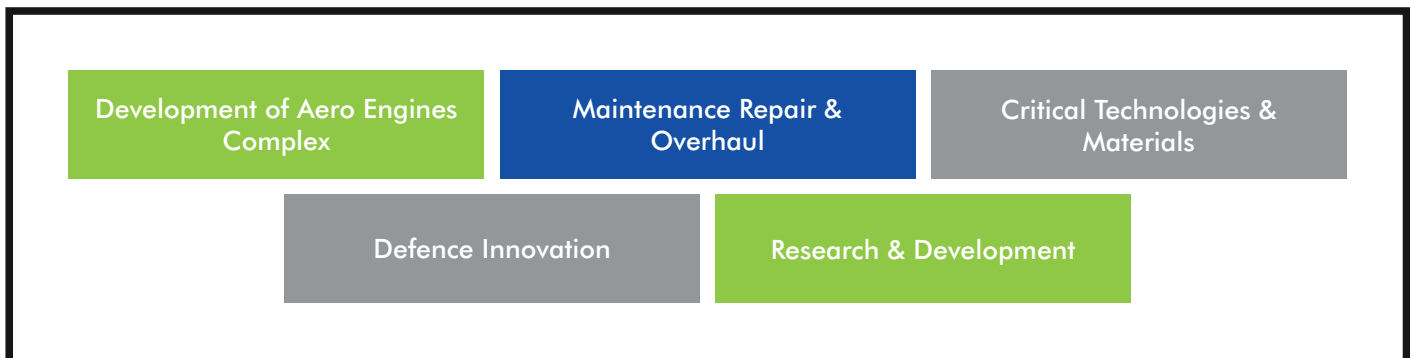 Development of Aero Engines
Complex
Maintenance Repair &
Overhaul
Critical Technologies &
Materials
Defence Innovation
Research & Development